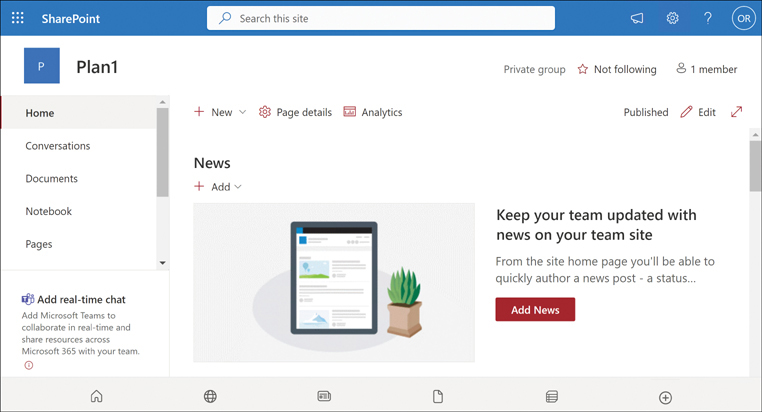 SharePoint
Search this site
OR
P
Plan1
Private group
Not following
1 member
Home
Conversations
Documents
Notebook
Pages
New
Page details
Analytics
Published
Edit
News
Add
Keep your team updated with
news on your team site
From the site home page you'll be able to
quickly author a news post - a status...
Add News
Add real-time chat
Add Microsoft Teams to
collaborate in real-time and
share resources across
Microsoft 365 with your team.